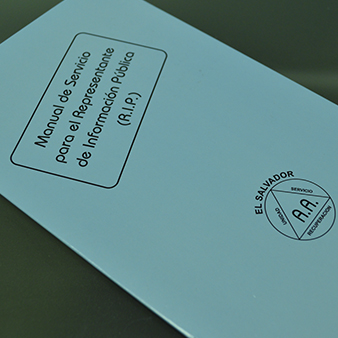 Manual de Servicio
para el Representante
de Información Pública
(R.I.P.)
EL SALVADOR
SERVICIO
UNIDAD
A.A.
RECUPERACIÓN